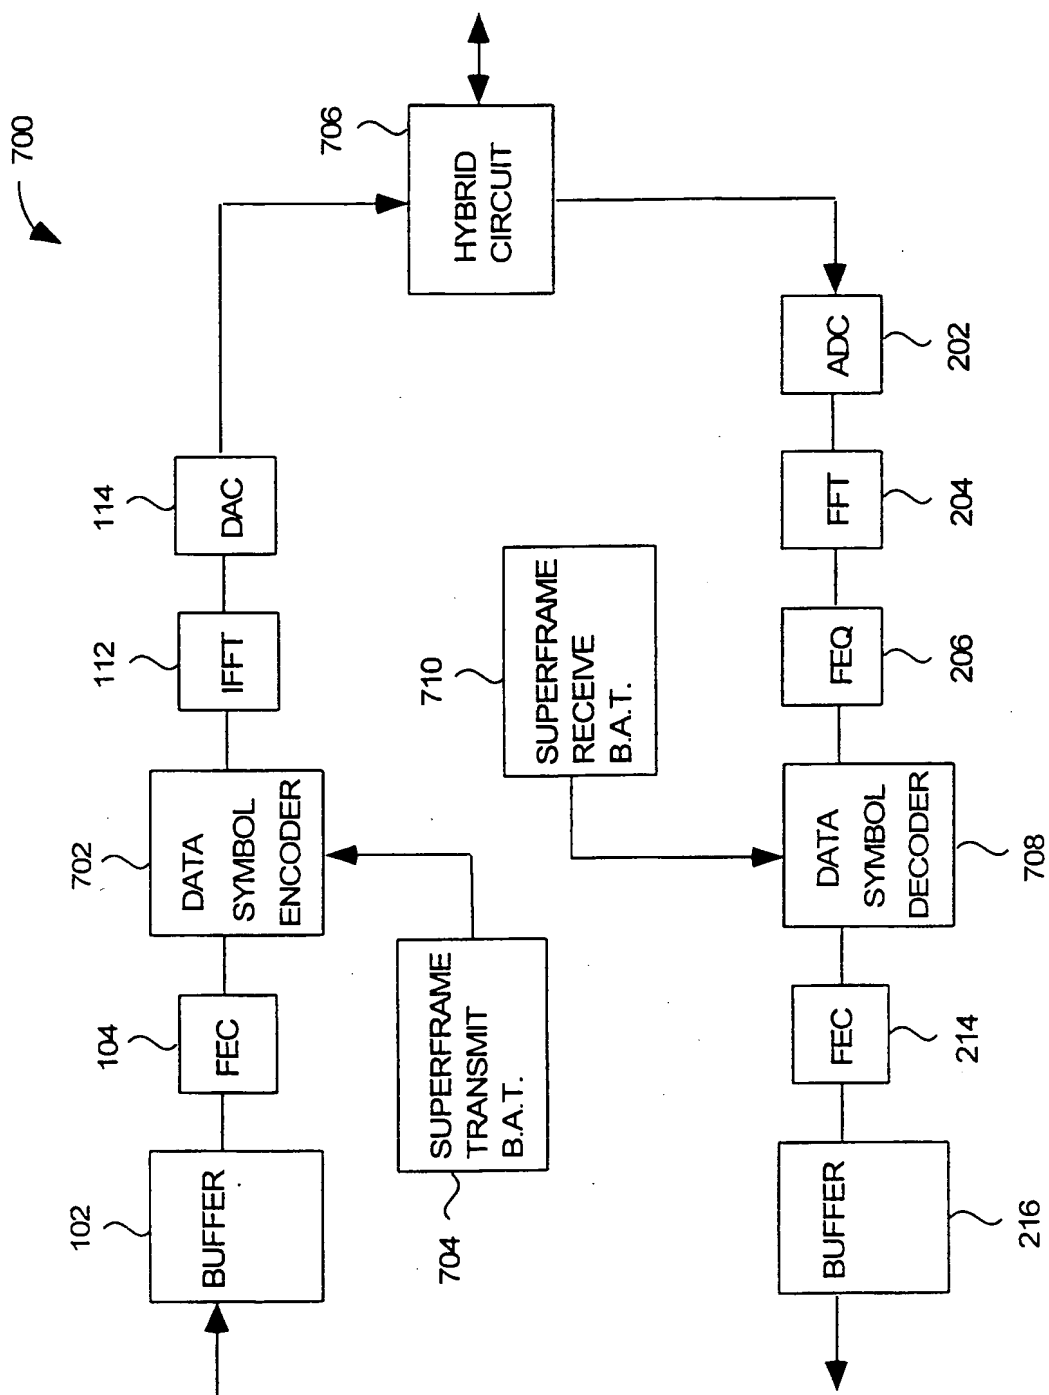 700
102
BUFFER
104
FEC
702
DATA
SYMBOL
ENCODER
112
IFFT
114
DAC
706
HYBRID
CIRCUIT
704
SUPERFRAME
TRANSMIT
B.A.T.
710
SUPERFRAME
RECEIVE
B.A.T.
BUFFER
216
FEC
214
DATA
SYMBOL
DECODER
708
FEQ
206
FFT
204
ADC
202